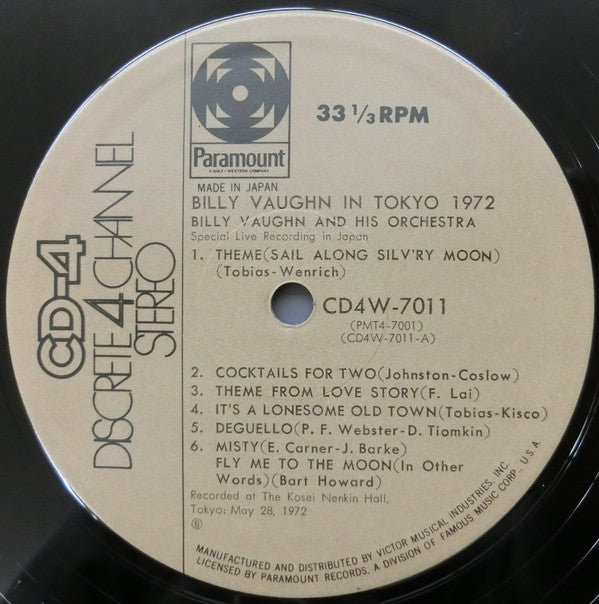 Paramount
A GULF+WESTERN COMPANY
33 1/3 RPM
CD-4
DISCRETE 4 CHANNEL
STEREO
MADE IN JAPAN
BILLY VAUGHN IN TOKYO 1972
BILLY VAUGHN AND HIS ORCHESTRA
Special Live Recording in Japan
1. THEME(SAIL ALONG SILV'RY MOON)
(Tobias-Wenrich)
CD4W-7011
(PMT4-7001)
(CD4W-7011-A)
2. COCKTAILS FOR TWO(Johnston-Coslow)
3. THEME FROM LOVE STORY(F. Lai)
4. IT'S A LONESOME OLD TOWN(Tobias-Kisco)
5. DEGUELLO(P. F. Webster-D. Tiomkin)
6. MISTY(E. Carner-J. Barke)
FLY ME TO THE MOON(In Other
Words)(Bart Howard)
Recorded at The Kosei Nenkin Hall,
Tokyo: May 28, 1972
⑥
MANUFACTURED AND DISTRIBUTED BY VICTOR MUSICAL INDUSTRIES, INC
LICENSED BY PARAMOUNT RECORDS, A DIVISION OF FAMOUS MUSIC CORP., U.S.A